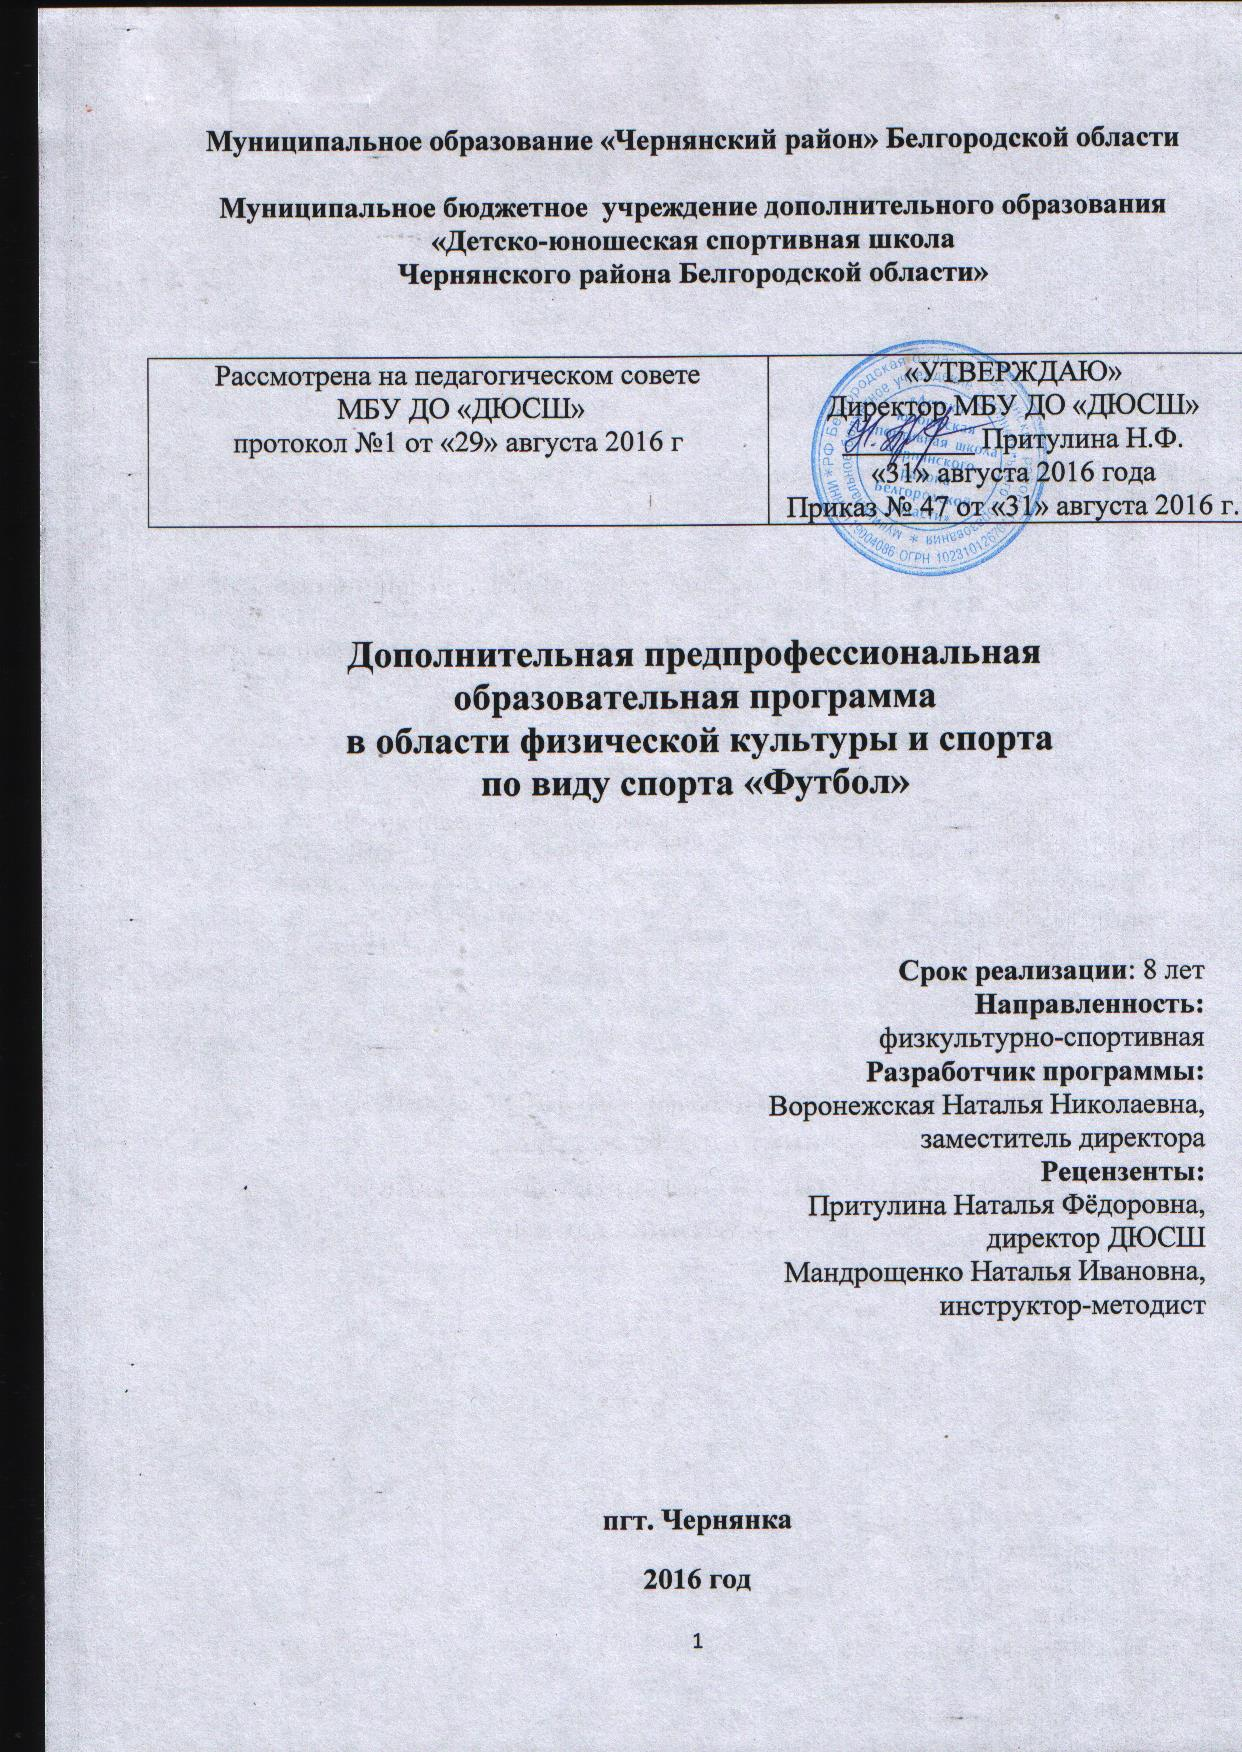 Муниципальное образование «Чернянский район» Белгородской области
Муниципальное бюджетное учреждение дополнительного образования
«Детско-юношеская спортивная школа
Чернянского района Белгородской области»
Рассмотрена на педагогическом совете
МБУ ДО «ДЮСШ»
протокол №1 от «29» августа 2016 г
«УТВЕРЖДАЮ»
Директор МБУ ДО «ДЮСШ»
Притулина Н.Ф.
«31» августа 2016 года
Приказ № 47 от «31» августа 2016 г.
Дополнительная предпрофессиональная
образовательная программа
в области физической культуры и спорта
по виду спорта «Футбол»
Срок реализации: 8 лет
Направленность:
физкультурно-спортивная
Разработчик программы:
Воронежская Наталья Николаевна,
заместитель директора
Рецензенты:
Притулина Наталья Фёдоровна,
директор ДЮСШ
Мандрощенко Наталья Ивановна,
инструктор-методист
пгт. Чернянка
2016 год
1